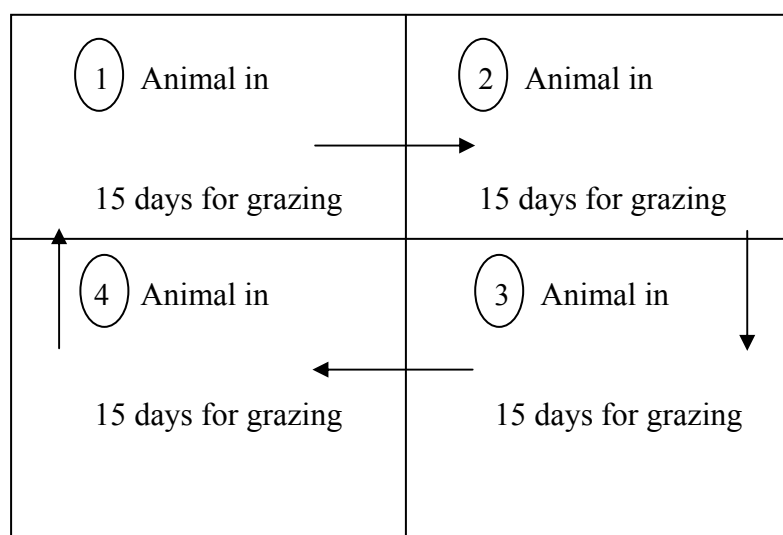 1 Animal in
15 days for grazing
2 Animal in
15 days for grazing
4 Animal in
15 days for grazing
3 Animal in
15 days for grazing